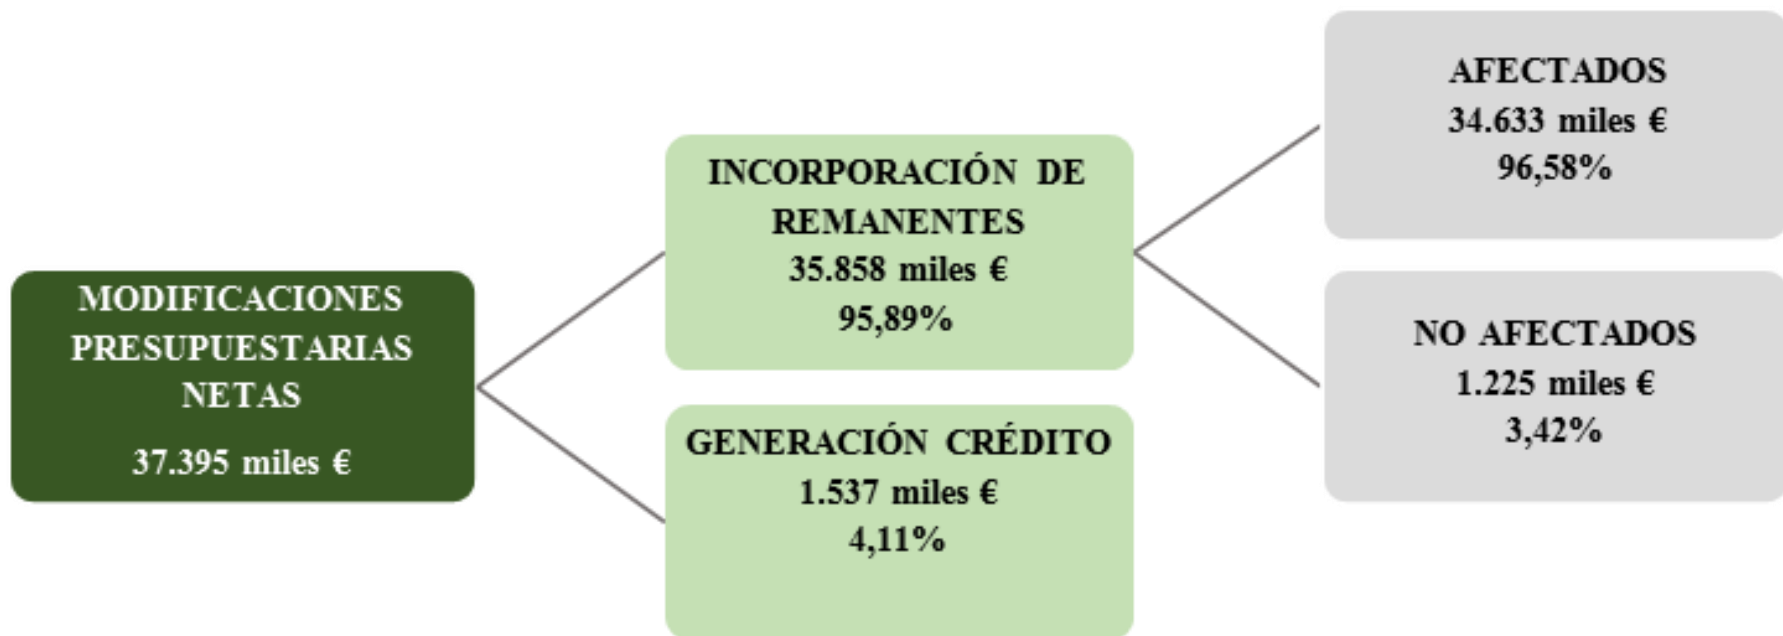 MODIFICACIONES
PRESUPUESTARIAS
NETAS
37.395 miles €
INCORPORACIÓN DE
REMANENTES
35.858 miles €
95,89%
GENERACIÓN CRÉDITO
1.537 miles €
4,11%
AFECTADOS
34.633 miles €
96,58%
NO AFECTADOS
1.225 miles €
3,42%